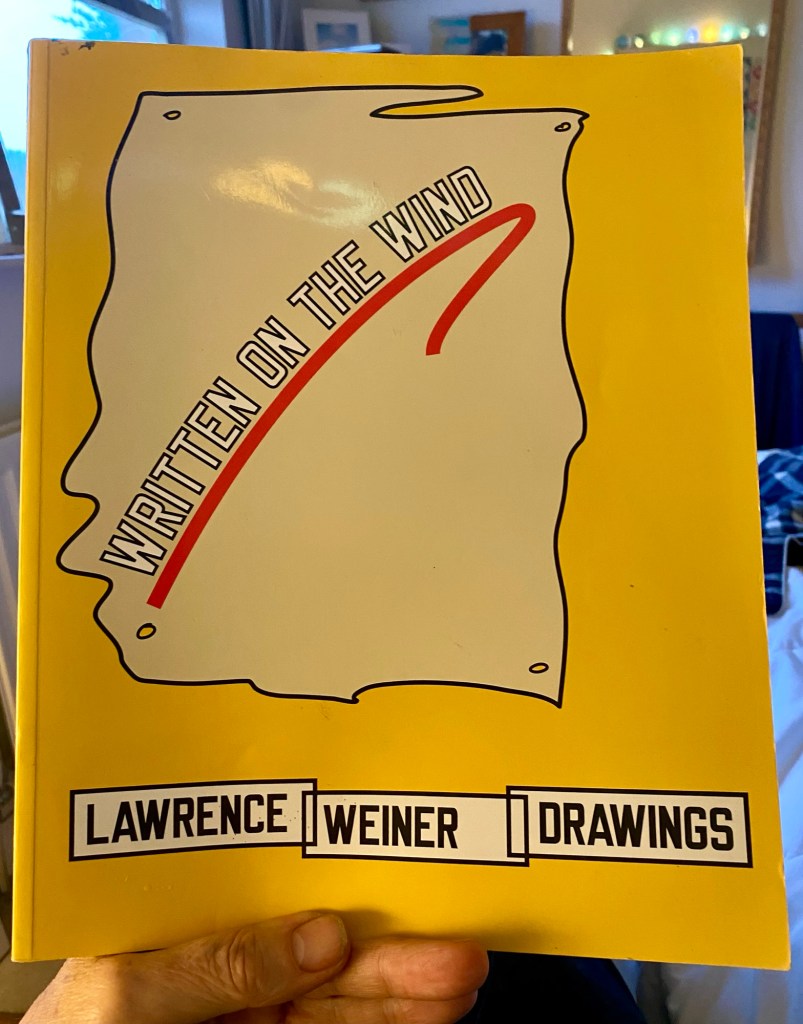 WRITTEN ON THE WIND
LAWRENCE WEINER DRAWINGS